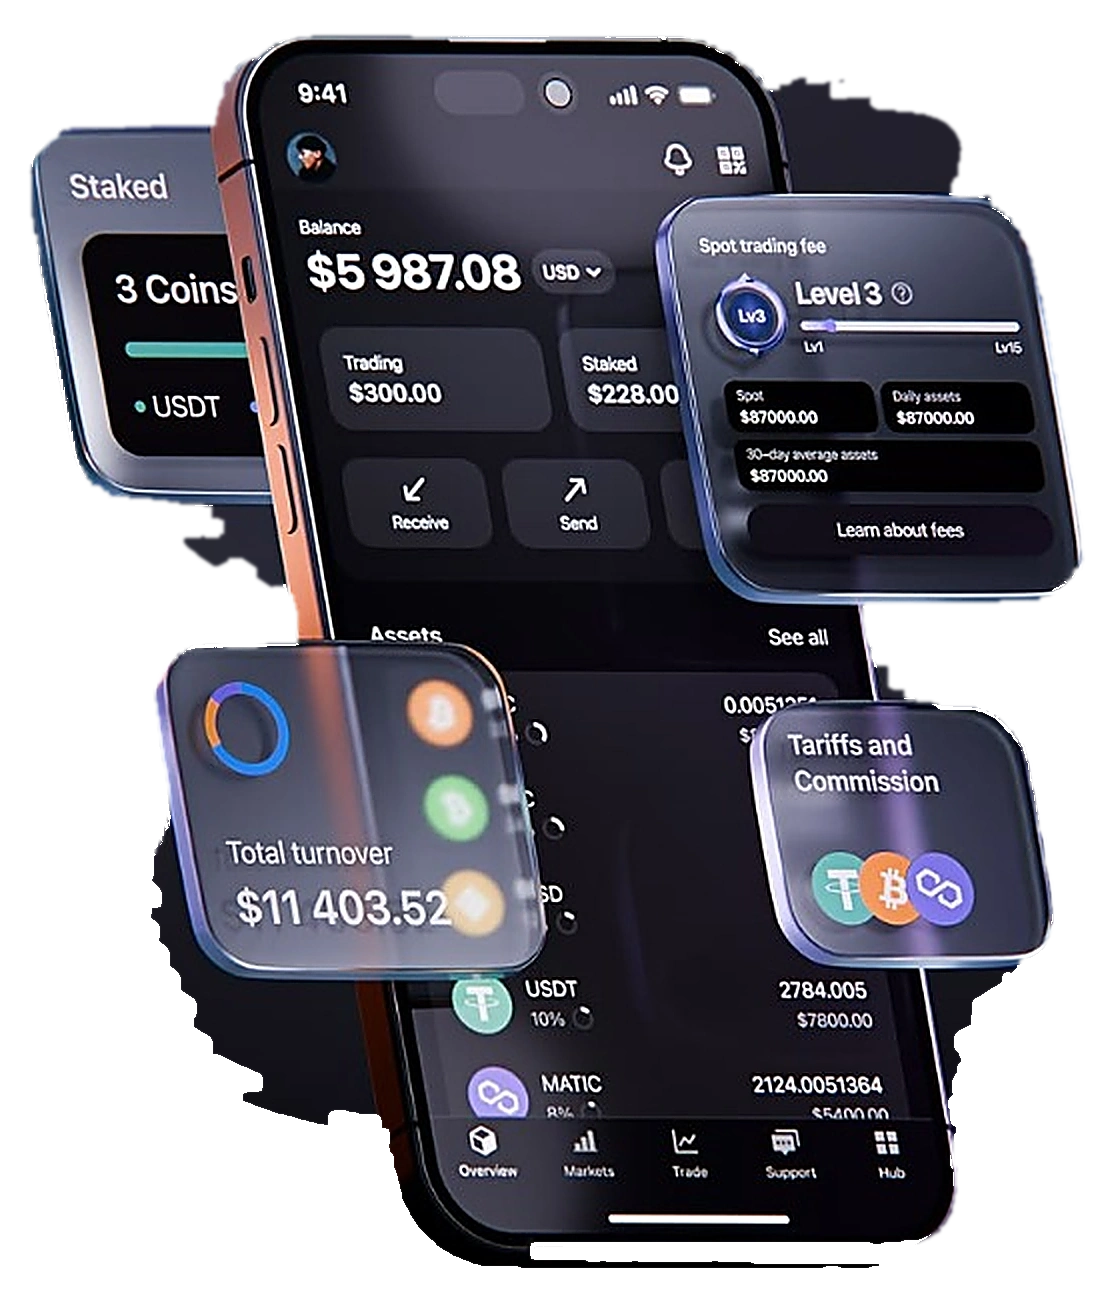 9:41
Staked
3 Coins
USDT
Balance
$5 987.08
USD
Trading
$300.00
Staked
$228.00
Receive
Send
Spot trading fee
Lv3
Level 3 ?
Lv1
Lv15
Spot
$87000.00
Daily assets
$87000.00
30-day average assets
$87000.00
Learn about fees
Assets
See all
Total turnover
$11 403.52
Tariffs and
Commission
USDT
2784.005
10%
$7800.00
MATIC
2124.0051364
8%
$5400.00
Overview
Markets
Trade
Support
Hub